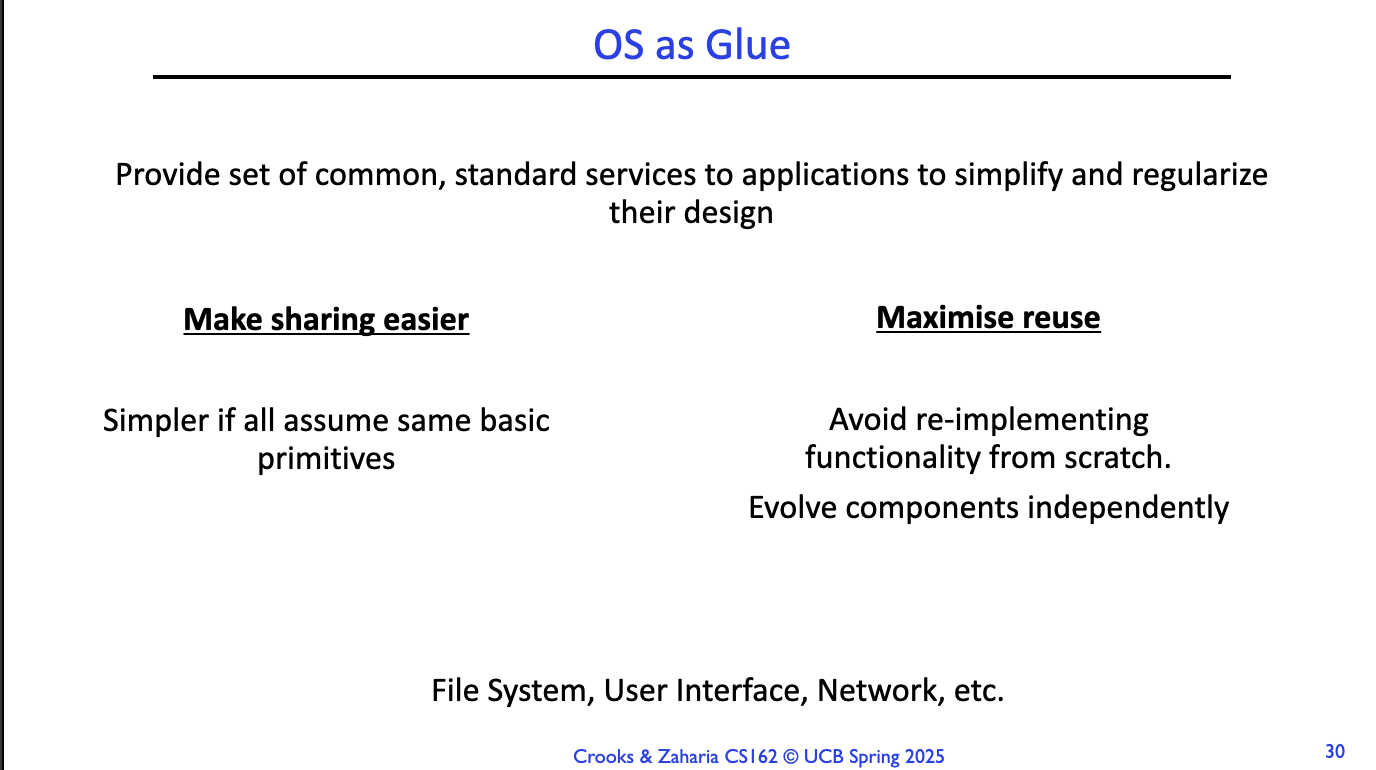 OS as Glue
Provide set of common, standard services to applications to simplify and regularize
their design
Make sharing easier
Simpler if all assume same basic
primitives
Maximise reuse
Avoid re-implementing
functionality from scratch.
Evolve components independently
File System, User Interface, Network, etc.
Crooks & Zaharia CS162 © UCB Spring 2025
30